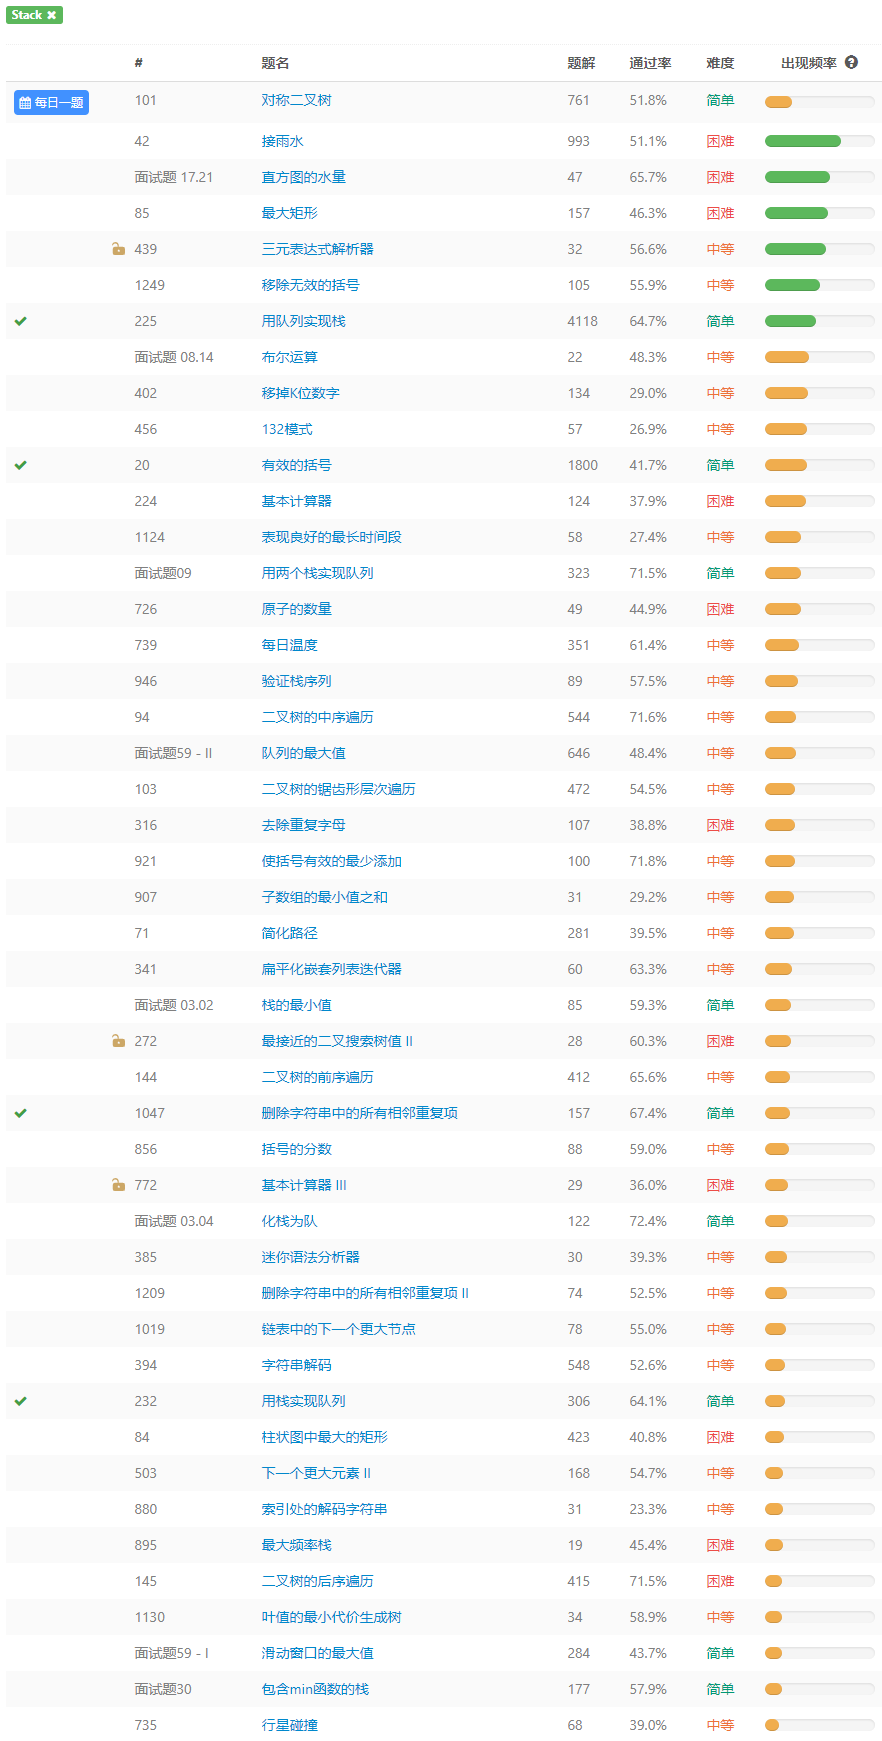 Stack ✖
# 题名 题解 通过率 难度 出现频率
每日一题 101 对称二叉树 761 51.8% 简单
42 接雨水 993 51.1% 困难
面试题 17.21 直方图的水量 47 65.7% 困难
85 最大矩形 157 46.3% 困难
439 三元表达式解析器 32 56.6% 中等
1249 移除无效的括号 105 55.9% 中等
225 用队列实现栈 4118 64.7% 简单
面试题 08.14 布尔运算 22 48.3% 中等
402 移掉K位数字 134 29.0% 中等
456 132模式 57 26.9% 中等
20 有效的括号 1800 41.7% 简单
224 基本计算器 124 37.9% 困难
1124 表现良好的最长时间段 58 27.4% 中等
面试题09 用两个栈实现队列 323 71.5% 简单
726 原子的数量 49 44.9% 困难
739 每日温度 351 61.4% 中等
946 验证栈序列 89 57.5% 中等
94 二叉树的中序遍历 544 71.6% 中等
面试题59 - II 队列的最大值 646 48.4% 中等
103 二叉树的锯齿形层次遍历 472 54.5% 中等
316 去除重复字母 107 38.8% 困难
921 使括号有效的最少添加 100 71.8% 中等
907 子数组的最小值之和 31 29.2% 中等
71 简化路径 281 39.5% 中等
341 扁平化嵌套列表迭代器 60 63.3% 中等
面试题 03.02 栈的最小值 85 59.3% 简单
272 最接近的二叉搜索树值 II 28 60.3% 困难
144 二叉树的前序遍历 412 65.6% 中等
1047 删除字符串中的所有相邻重复项 157 67.4% 简单
856 括号的分数 88 59.0% 中等
772 基本计算器 III 29 36.0% 困难
面试题 03.04 化栈为队 122 72.4% 简单
385 迷你语法分析器 30 39.3% 中等
1209 删除字符串中的所有相邻重复项 II 74 52.5% 中等
1019 链表中的下一个更大节点 78 55.0% 中等
394 字符串解码 548 52.6% 中等
232 用栈实现队列 306 64.1% 简单
84 柱状图中最大的矩形 423 40.8% 困难
503 下一个更大元素 II 168 54.7% 中等
880 索引处的解码字符串 31 23.3% 中等
895 最大频率栈 19 45.4% 困难
145 二叉树的后序遍历 415 71.5% 困难
1130 叶值的最小代价生成树 34 58.9% 中等
面试题59 - I 滑动窗口的最大值 284 43.7% 简单
面试题30 包含min函数的栈 177 57.9% 简单
735 行星碰撞 68 39.0% 中等